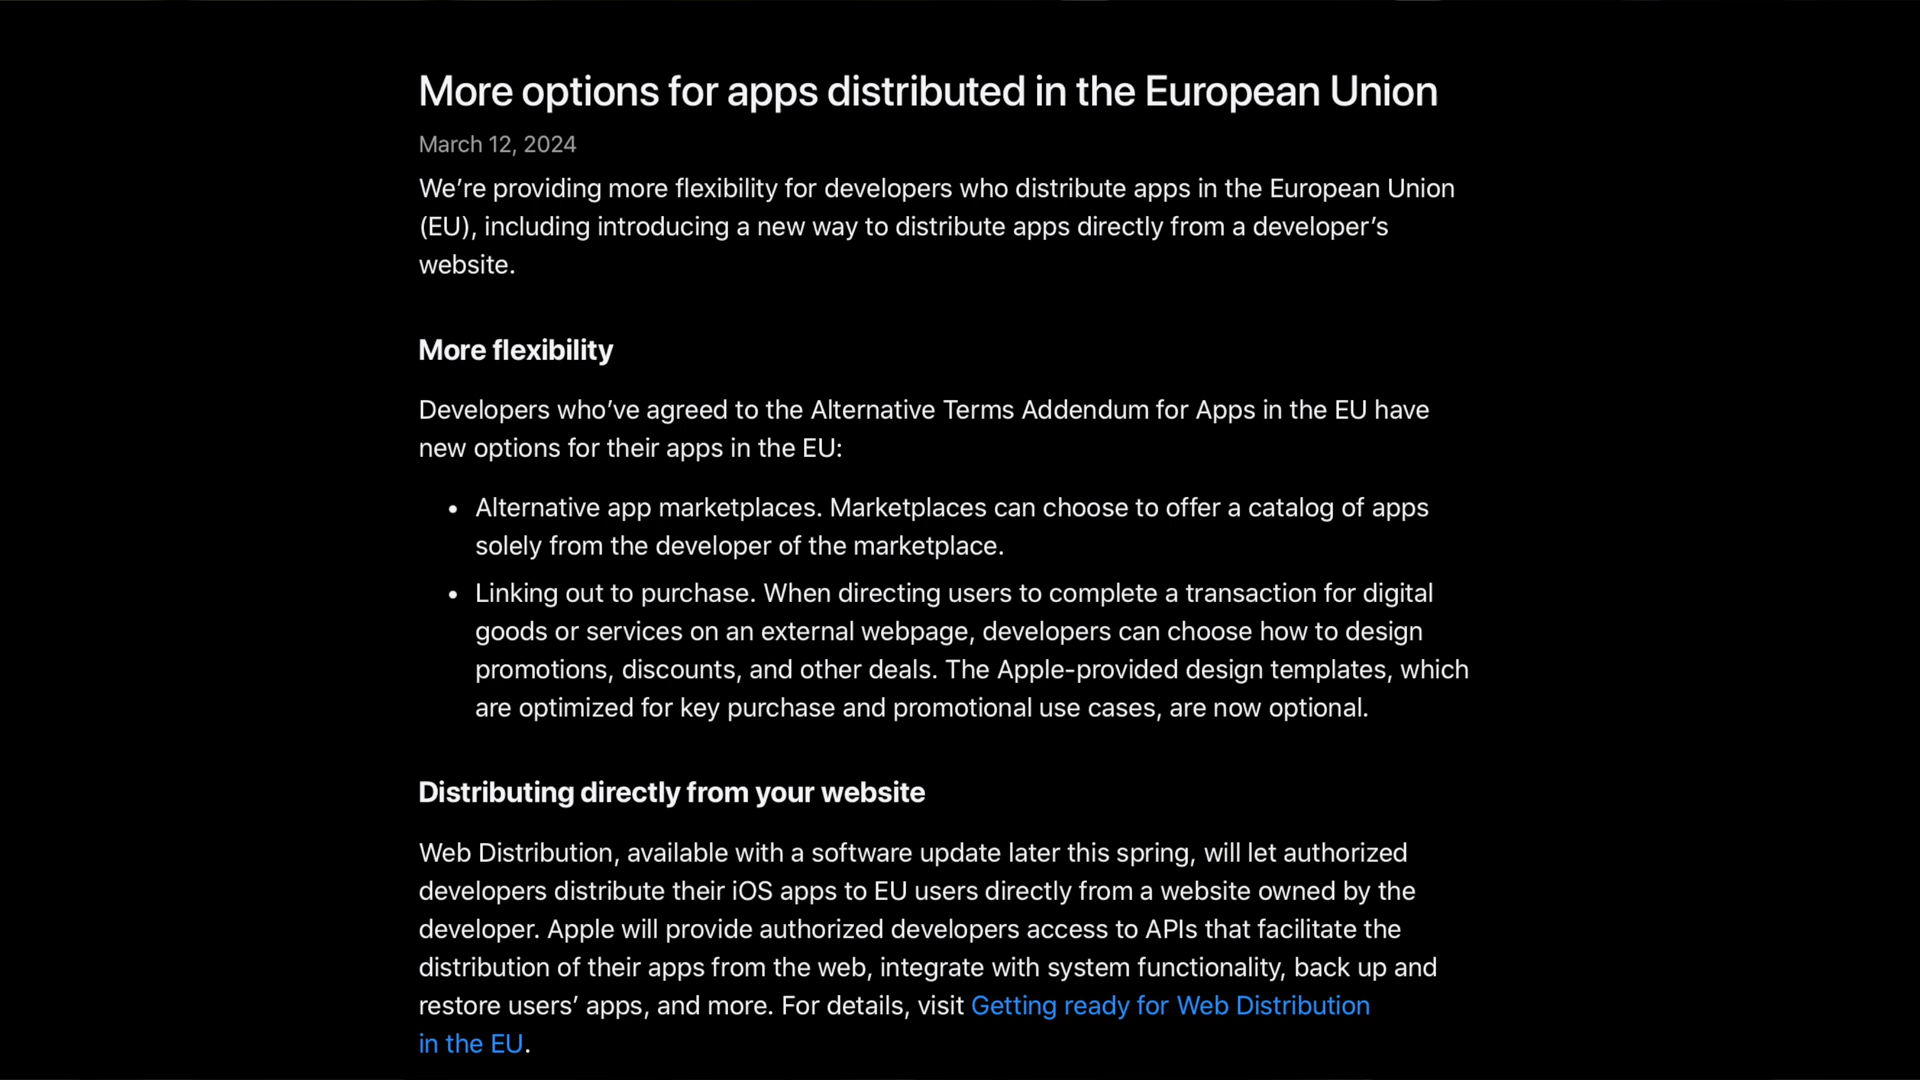 More options for apps distributed in the European Union
March 12, 2024
We’re providing more flexibility for developers who distribute apps in the European Union
(EU), including introducing a new way to distribute apps directly from a developer’s
website.
More flexibility
Developers who’ve agreed to the Alternative Terms Addendum for Apps in the EU have
new options for their apps in the EU:
• Alternative app marketplaces. Marketplaces can choose to offer a catalog of apps
solely from the developer of the marketplace.
• Linking out to purchase. When directing users to complete a transaction for digital
goods or services on an external webpage, developers can choose how to design
promotions, discounts, and other deals. The Apple-provided design templates, which
are optimized for key purchase and promotional use cases, are now optional.
Distributing directly from your website
Web Distribution, available with a software update later this spring, will let authorized
developers distribute their iOS apps to EU users directly from a website owned by the
developer. Apple will provide authorized developers access to APIs that facilitate the
distribution of their apps from the web, integrate with system functionality, back up and
restore users’ apps, and more. For details, visit Getting ready for Web Distribution
in the EU.